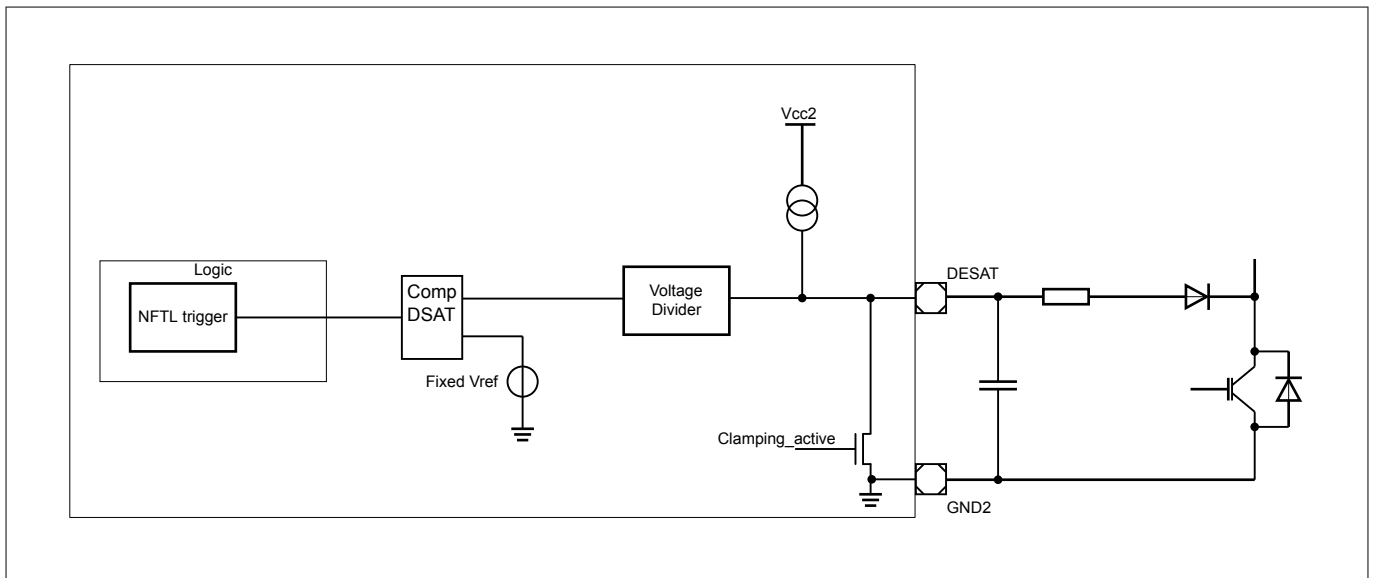 Vcc2
Logic
NFTL trigger
Comp
DSAT
Fixed Vref
Voltage
Divider
DESAT
Clamping_active
GND2